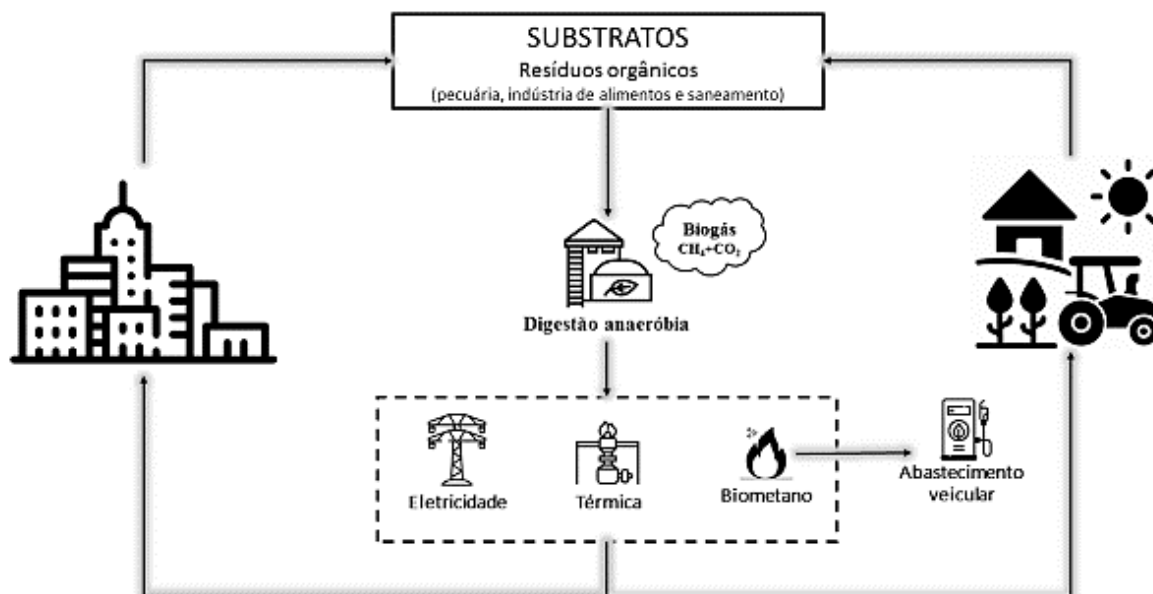 SUBSTRATOS
Resíduos orgânicos
(pecuária, indústria de alimentos e saneamento)
Biogás
CH₄+CO₂
Digestão anaeróbia
Eletricidade
Térmica
Biometano
Abastecimento
veicular